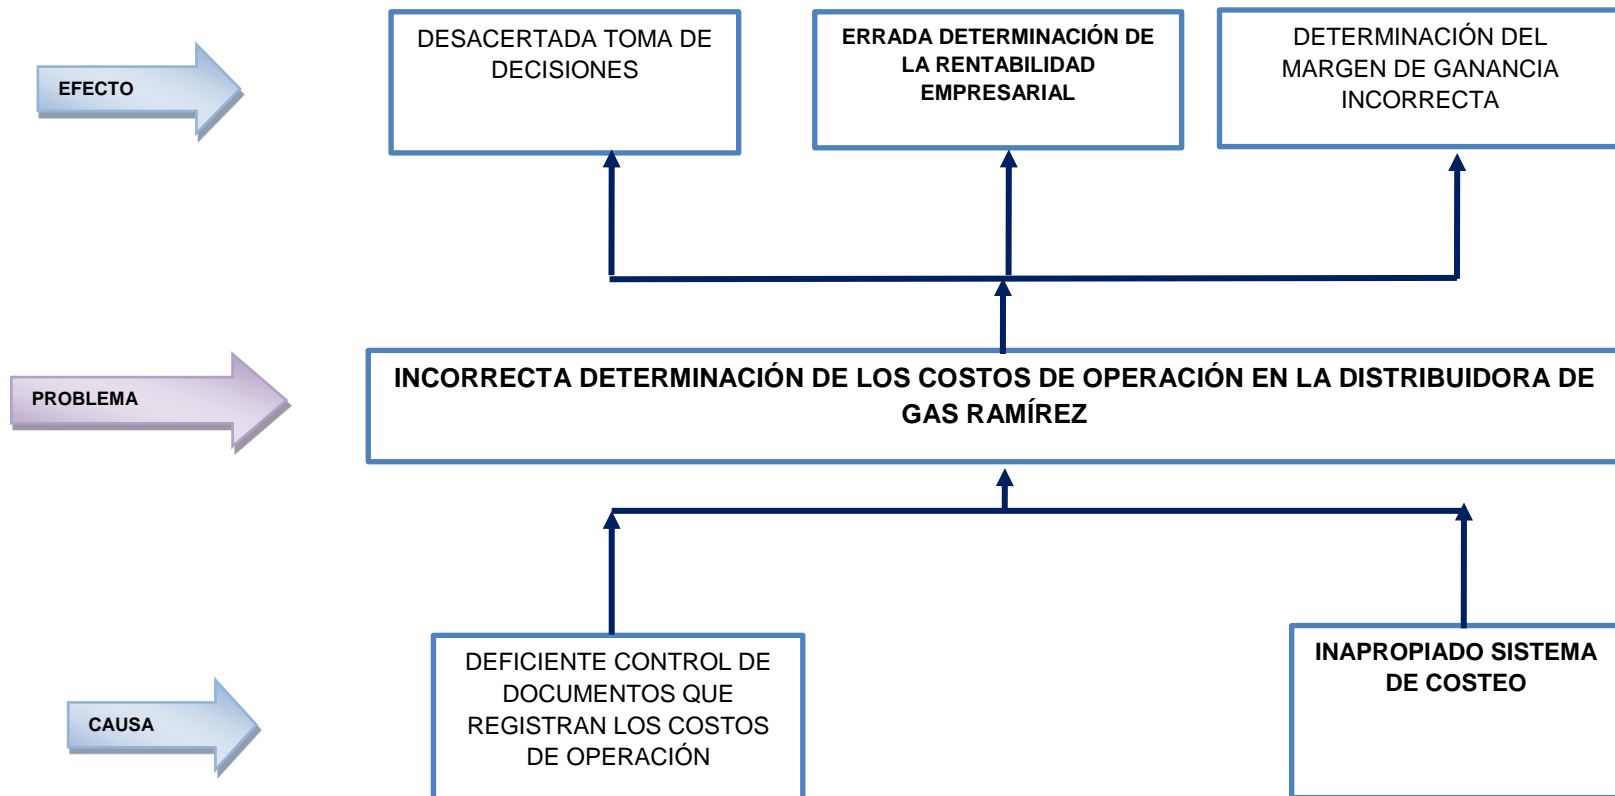 EFECTO
DESACERTADA TOMA DE
DECISIONES
ERRADA DETERMINACIÓN DE
LA RENTABILIDAD
EMPRESARIAL
DETERMINACIÓN DEL
MARGEN DE GANANCIA
INCORRECTA
PROBLEMA
INCORRECTA DETERMINACIÓN DE LOS COSTOS DE OPERACIÓN EN LA DISTRIBUIDORA DE
GAS RAMÍREZ
CAUSA
DEFICIENTE CONTROL DE
DOCUMENTOS QUE
REGISTRAN LOS COSTOS
DE OPERACIÓN
INAPROPIADO SISTEMA
DE COSTEO